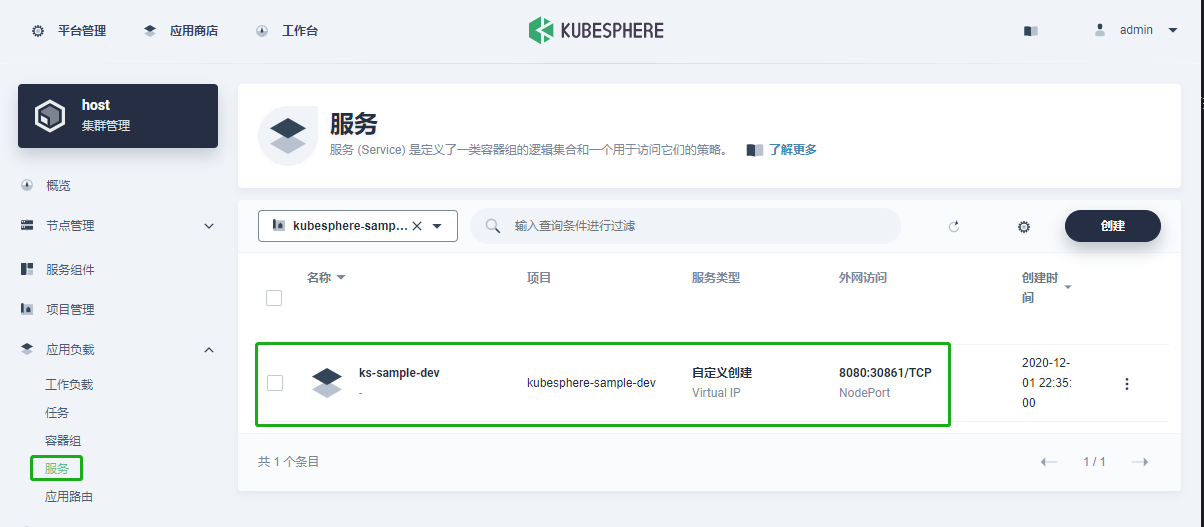 平台管理
应用商店
工作台
KUBESPHERE
admin
host
集群管理
概览
节点管理
服务组件
项目管理
应用负载
工作负载
任务
容器组
服务
应用路由
服务
服务 (Service) 是定义了一类容器组的逻辑集合和一个用于访问它们的策略。
了解更多
kubesphere-samp...
输入查询条件进行过滤
创建
名称
项目
服务类型
外网访问
创建时
间
ks-sample-dev
-
kubesphere-sample-dev
自定义创建
Virtual IP
8080:30861/TCP
NodePort
2020-12-
01 22:35:
00
共 1 个条目
1 / 1